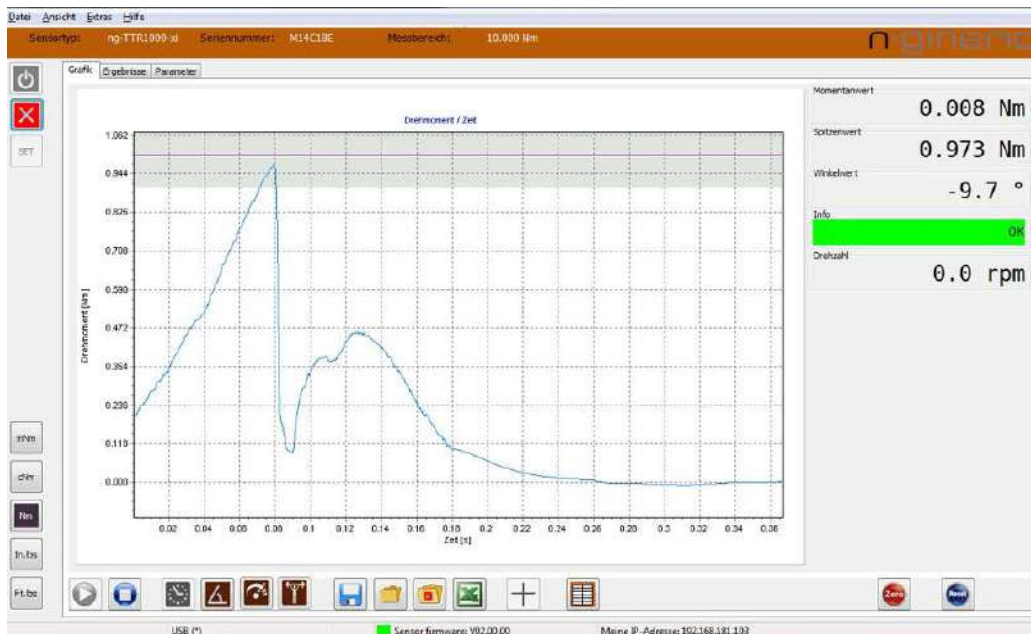 Datei Ansicht Extras Hilfe
Sensortyp: ng-TTR1000-xi Seriennummer: M14C1BE Messbereich: 10.000 Nm
n-gineric
Grafik Ergebnisse Parameter
SET
Drehmoment / Zeit
Drehmoment [Nm]
1.062
0.944
0.826
0.708
0.590
0.472
0.354
0.236
0.118
0.000
0.02 0.04 0.06 0.08 0.1 0.12 0.14 0.16 0.18 0.2 0.22 0.24 0.26 0.28 0.3 0.32 0.34 0.36
Zeit [s]
Momentanwert
0.008 Nm
Spitzenwert
0.973 Nm
Winkelwert
-9.7 °
Info
OK
Drehzahl
0.0 rpm
mNm
cNm
Nm
In.lbs
Ft.lbs
Zero
Reset
USB (*) Sensor firmware: V02.00.00 Meine IP-Adresse: 192.168.181.103